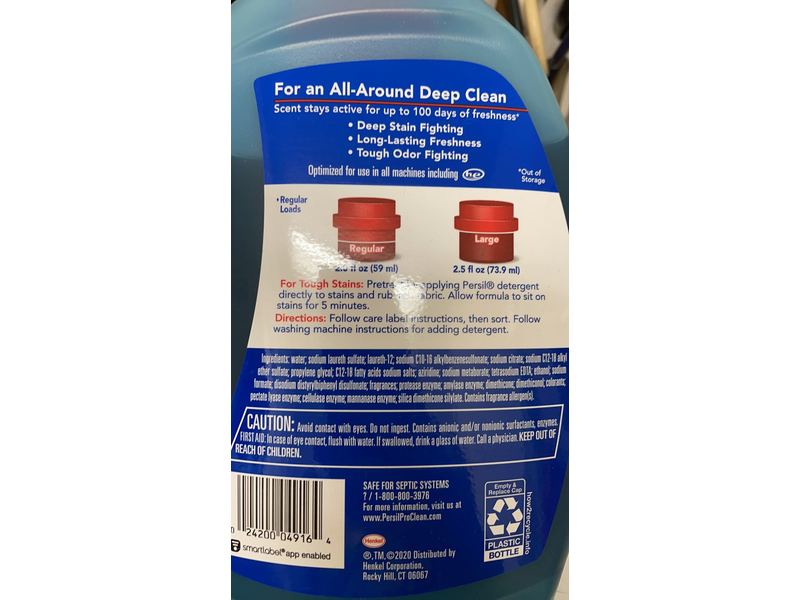 For an All-Around Deep Clean
Scent stays active for up to 100 days of freshness*
• Deep Stain Fighting
• Long-Lasting Freshness
• Tough Odor Fighting
Optimized for use in all machines including he
*Out of
Storage
• Regular
Loads
Regular
Large
fl oz (59 ml)
2.5 fl oz (73.9 ml)
For Tough Stains: applying Persil® detergent
directly to stains and rub fabric. Allow formula to sit on
stains for 5 minutes.
Directions: Follow care label instructions, then sort. Follow
washing machine instructions for adding detergent.
Ingredients: water; sodium laureth sulfate; laureth-12; sodium C10-16 alkylbenzenesulfonate; sodium citrate; sodium C12-18 alkyl
ether sulfate; propylene glycol; C12-18 fatty acids sodium salts; aziridine; sodium metaborate; tetrasodium EDTA; ethanol; sodium
formate; disodium distyrylbiphenyl disulfonate; fragrances; protease enzyme; amylase enzyme; dimethicone; dimethiconol; colorants;
pectate lyase enzyme; cellulase enzyme; mannanase enzyme; silica dimethicone silylate. Contains fragrance allergen(s).
CAUTION: Avoid contact with eyes. Do not ingest. Contains anionic and/or nonionic surfactants, enzymes.
FIRST AID: In case of eye contact, flush with water. If swallowed, drink a glass of water. Call a physician. KEEP OUT OF
REACH OF CHILDREN.
24200 04916 4
smartlabel® app enabled
SAFE FOR SEPTIC SYSTEMS
? / 1-800-800-3976
For more information, visit us at
www.PersilProClean.com
Henkel
®,TM,©2020 Distributed by
Henkel Corporation,
Rocky Hill, CT 06067
Empty &
Replace Cap
PLASTIC
BOTTLE
how2recycle.info